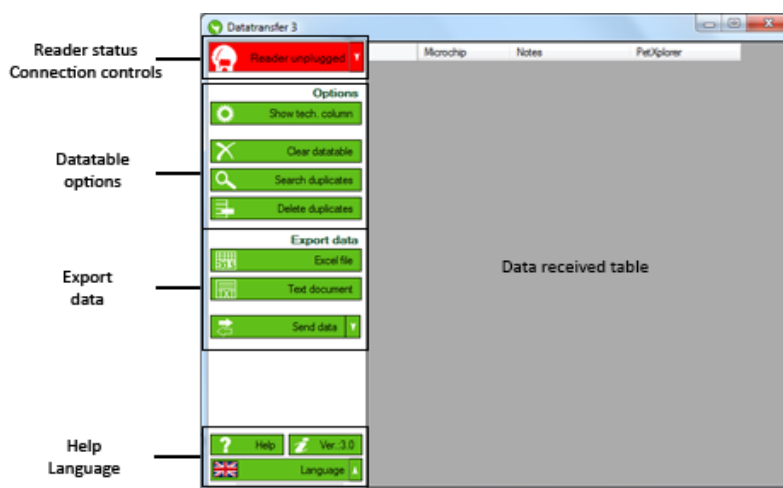 Datatransfer 3
Reader status
Connection controls
Reader unplugged
Microchip Notes PetXplorer
Options
Show tech. column
Clear datatable
Search duplicates
Delete duplicates
Datatable
options
Export data
Excel file
Text document
Send data
Export
data
Data received table
Help Ver.:3.0
Language
Help
Language